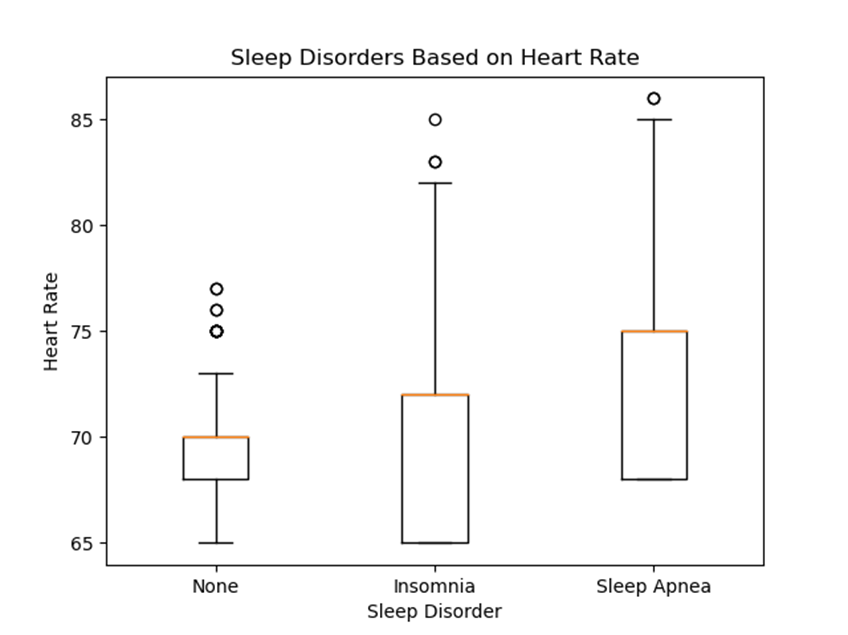 Sleep Disorders Based on Heart Rate
85
80
75
70
65
Heart Rate
None Insomnia Sleep Apnea
Sleep Disorder